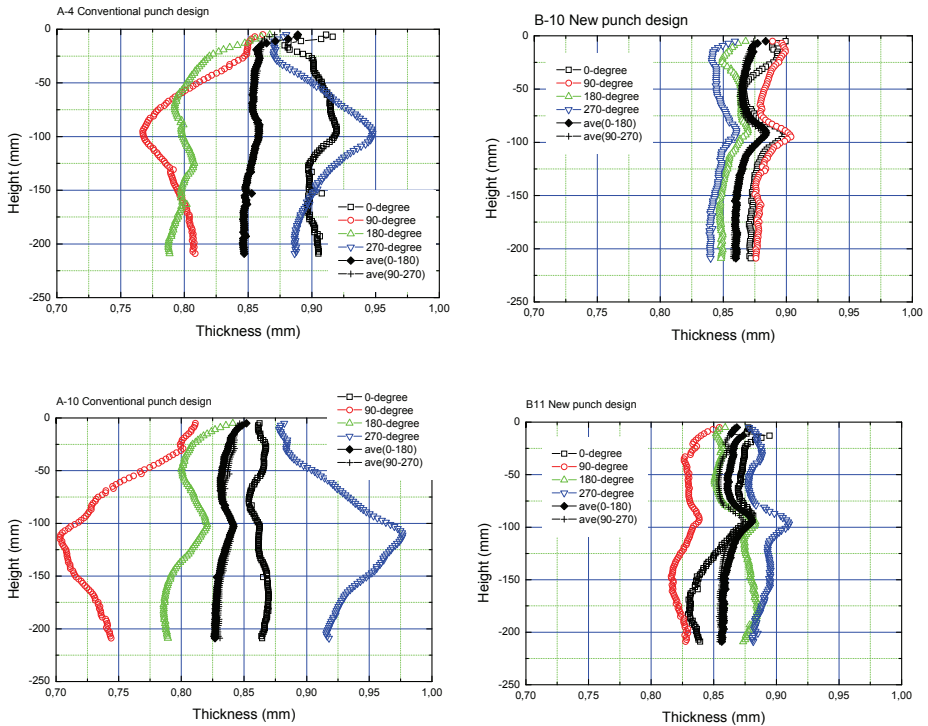 A-4 Conventional punch design
0
-50
-100
-150
-200
-250
Height (mm)
0-degree
90-degree
180-degree
270-degree
ave(0-180)
ave(90-270)
0,70 0,75 0,80 0,85 0,90 0,95 1,00
Thickness (mm)
B-10 New punch design
0
-50
-100
-150
-200
-250
-300
Height (mm)
0-degree
90-degree
180-degree
270-degree
ave(0-180)
ave(90-270)
0,70 0,75 0,80 0,85 0,90 0,95 1,00
Thickness (mm)
A-10 Conventional punch design
0
-50
-100
-150
-200
-250
Height (mm)
0-degree
90-degree
180-degree
270-degree
ave(0-180)
ave(90-270)
0,70 0,75 0,80 0,85 0,90 0,95 1,00
Thickness (mm)
B11 New punch design
0
-50
-100
-150
-200
-250
Height (mm)
0-degree
90-degree
180-degree
270-degree
ave(0-180)
ave(90-270)
0,70 0,75 0,80 0,85 0,90 0,95 1,00
Thickness (mm)